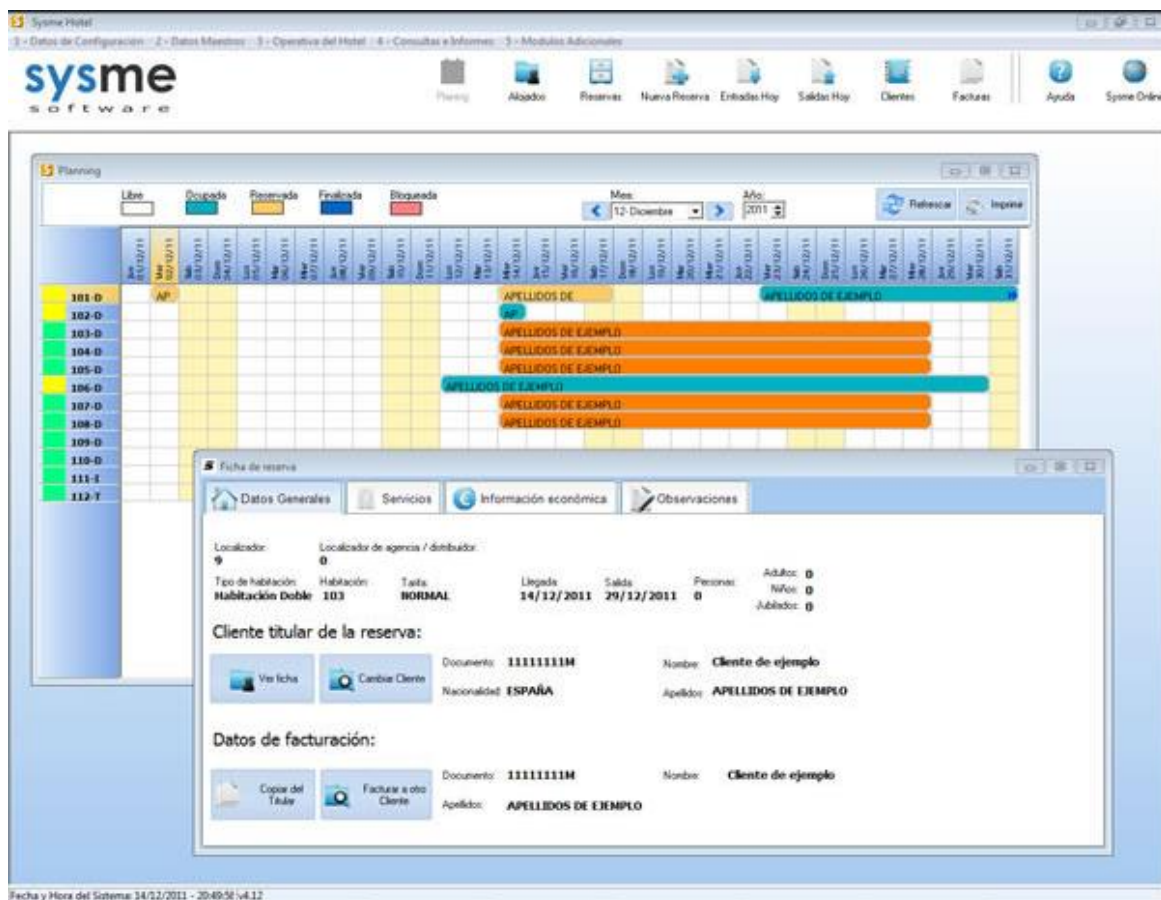 Sysme Hotel
1 - Datos de Configuracion 2 - Datos Maestros 3 - Operativa del Hotel 4 - Consultas e Informes 5 - Modulos Adicionales
sysme
software
Planning Alojados Reservas Nueva Reserva Entradas Hoy Salidas Hoy Clientes Facturas Ayuda Sysme Online
Planning
Libre Ocupada Reservada Finalizada Bloqueada Mes: Año:
12- Diciembre 2011 Refrescar Imprimir
101-D AP APELLIDOS DE APELLIDOS DE EJEMPLO
102-D AP
103-D APELLIDOS DE EJEMPLO
104-D APELLIDOS DE EJEMPLO
105-D APELLIDOS DE EJEMPLO
106-D APELLIDOS DE EJEMPLO
107-D APELLIDOS DE EJEMPLO
108-D APELLIDOS DE EJEMPLO
109-D
110-D
111-I
112-T
Ficha de reserva
Datos Generales Servicios Información económica Observaciones
Localizador: Localizador de agencia / distribuidor:
9 0
Tipo de habitación: Habitación: Tarifa: Llegada: Salida: Personas: Adultos: 0
Habitación Doble 103 NORMAL 14/12/2011 29/12/2011 0 Niños: 0
Jubilados: 0
Cliente titular de la reserva:
Ver ficha Cambiar Cliente Documento: 11111111M Nombre: Cliente de ejemplo
Nacionalidad: ESPAÑA Apellidos: APELLIDOS DE EJEMPLO
Datos de facturación:
Copiar del Titular Facturar a otro Cliente Documento: 11111111M Nombre: Cliente de ejemplo
Apellidos: APELLIDOS DE EJEMPLO
Fecha y Hora del Sistema: 14/12/2011 - 20:49:58 v4.12